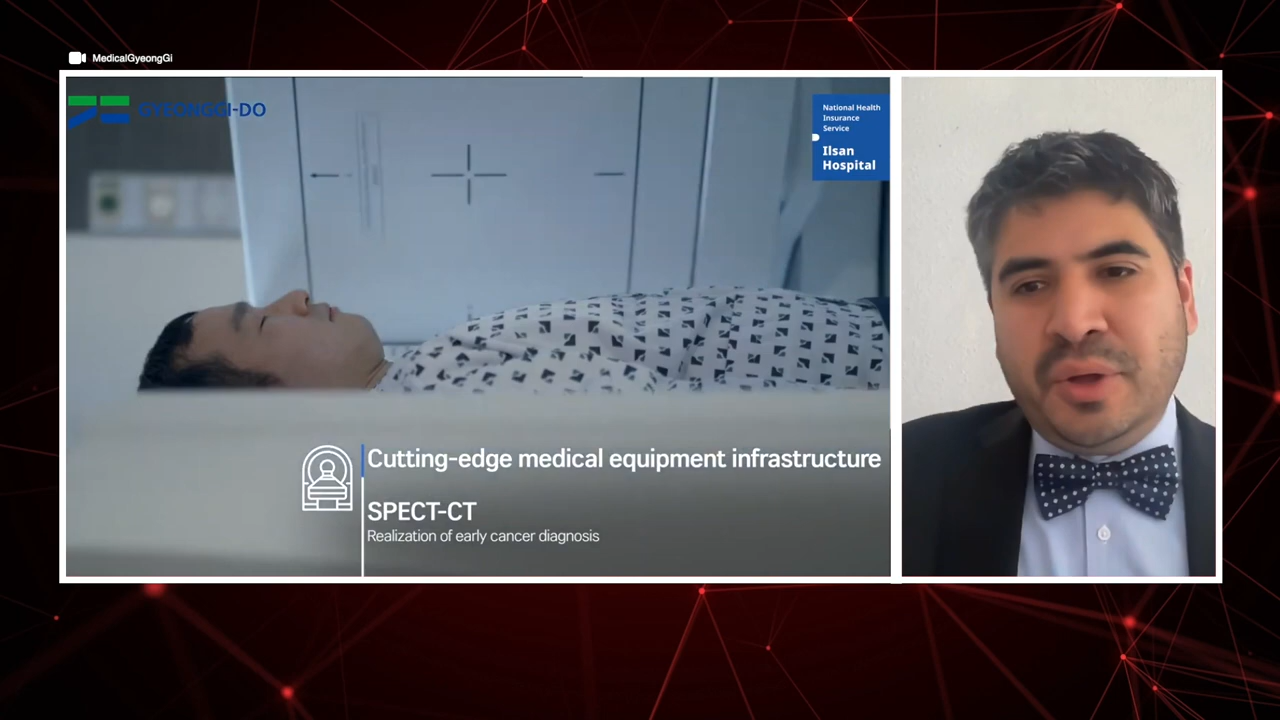 MedicalGyeongGi
GYEONGGI-DO
National Health
Insurance
Service
Ilsan
Hospital
Cutting-edge medical equipment infrastructure
SPECT-CT
Realization of early cancer diagnosis